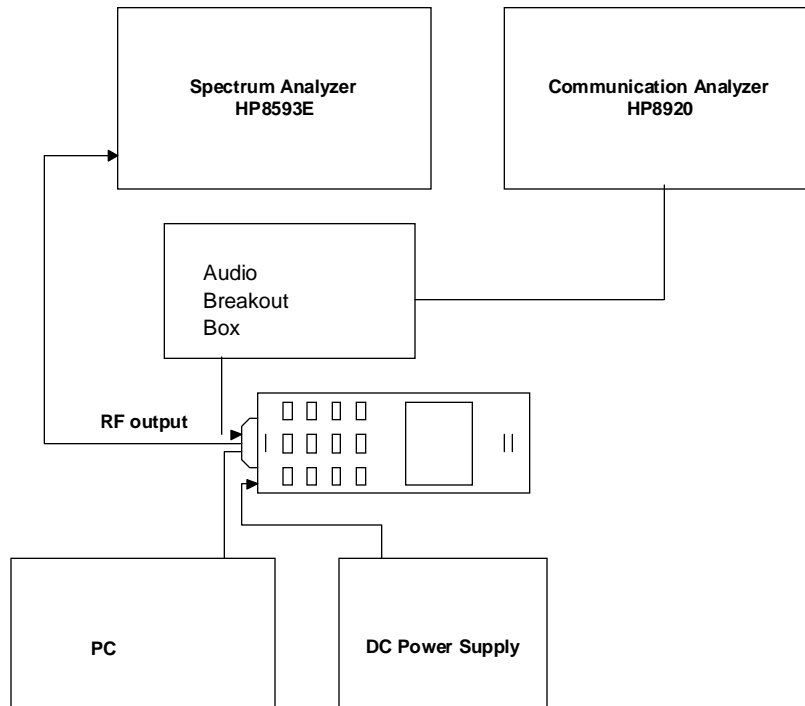 Spectrum Analyzer
HP8593E
Communication Analyzer
HP8920
Audio
Breakout
Box
RF output
PC
DC Power Supply